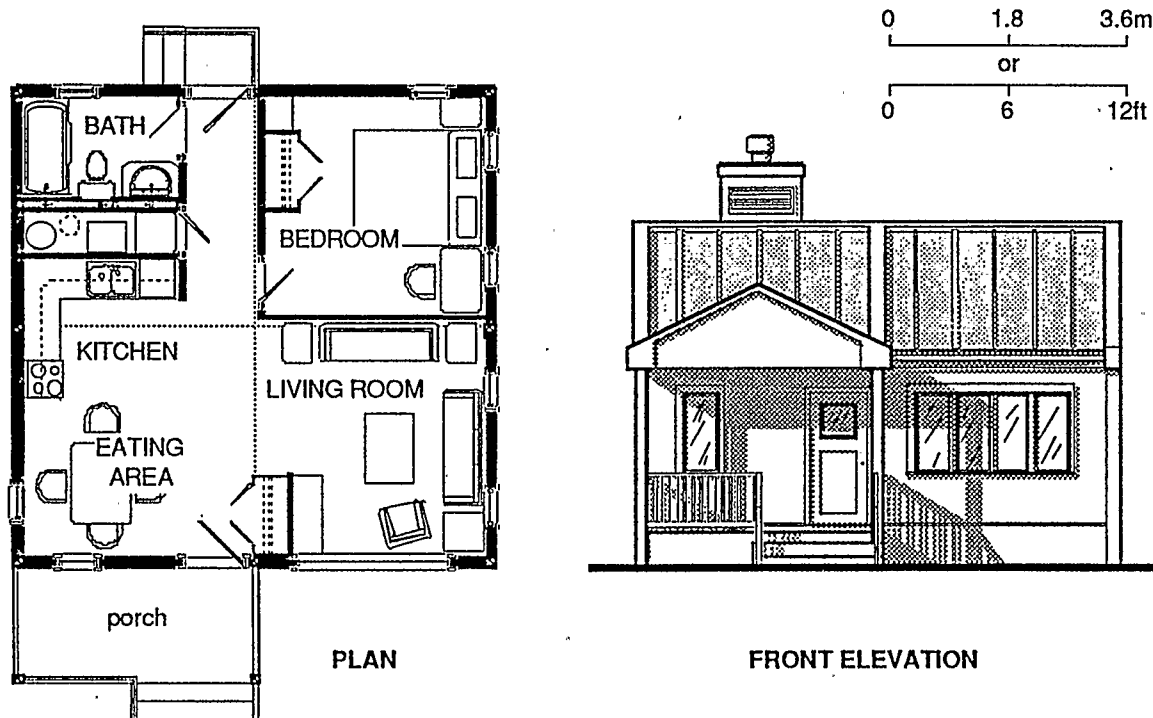 0 1.8 3.6m
or
0 6 12ft
BATH
BEDROOM
KITCHEN
LIVING ROOM
EATING
AREA
porch
PLAN
FRONT ELEVATION